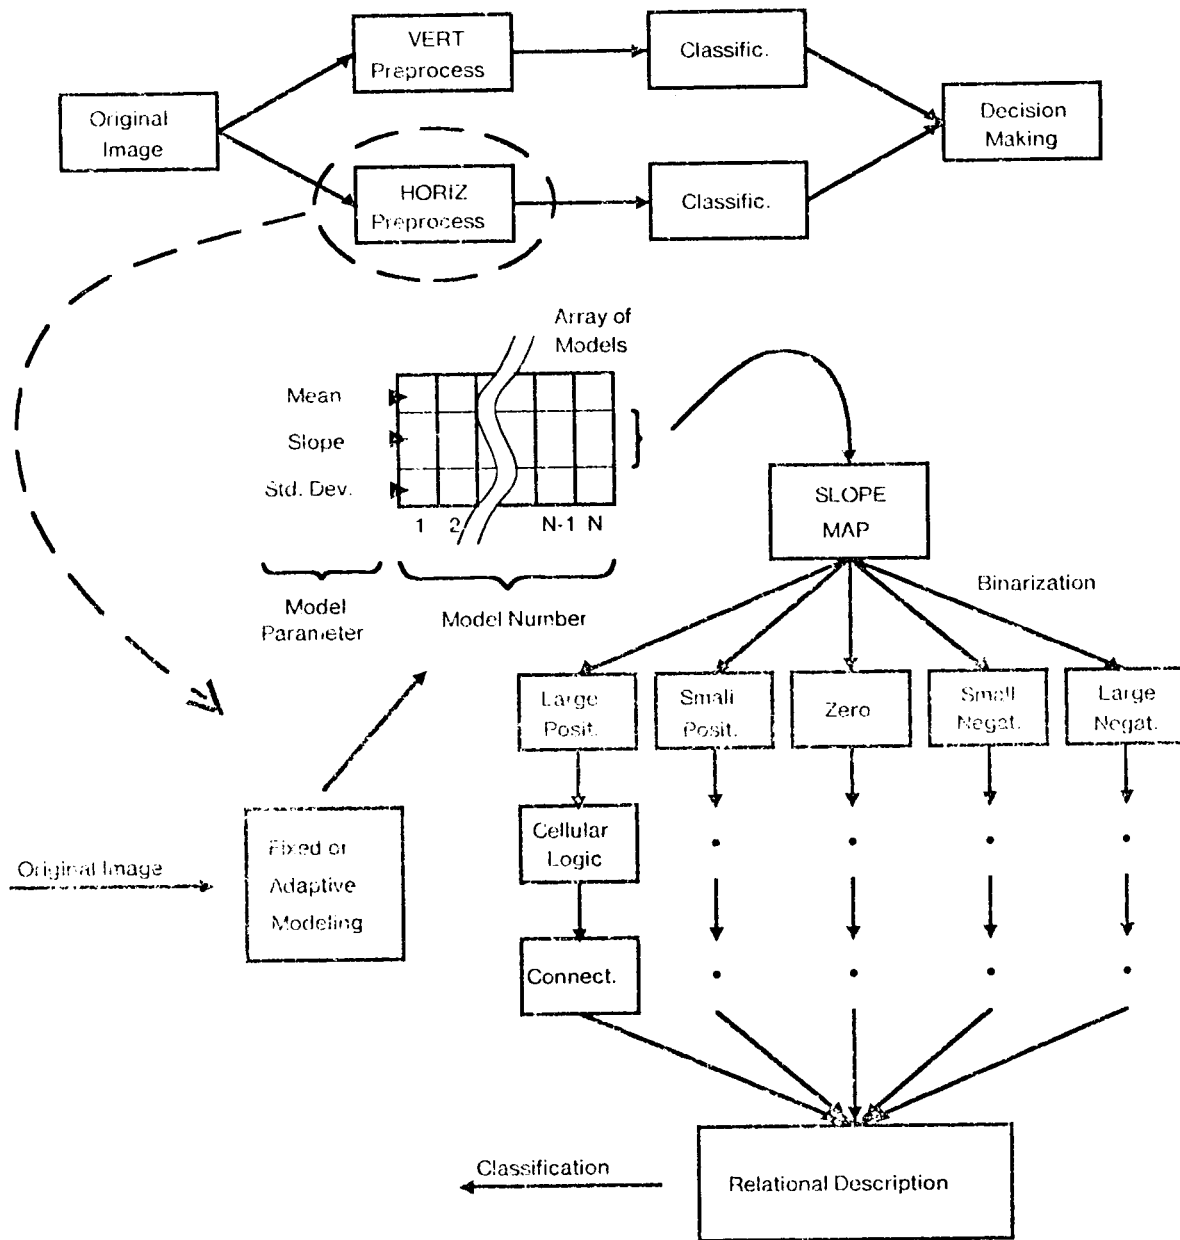 VERT
Preprocess
Classific.
Original
Image
Decision
Making
HORIZ
Preprocess
Classific.
Array of
Models
Mean
Slope
Std. Dev.
1 2 N-1 N
Model
Parameter
Model Number
SLOPE
MAP
Binarization
Large
Posit.
Small
Posit.
Zero
Small
Negat.
Large
Negat.
Original Image
Fixed or
Adaptive
Modeling
Cellular
Logic
Connect.
Classification
Relational Description